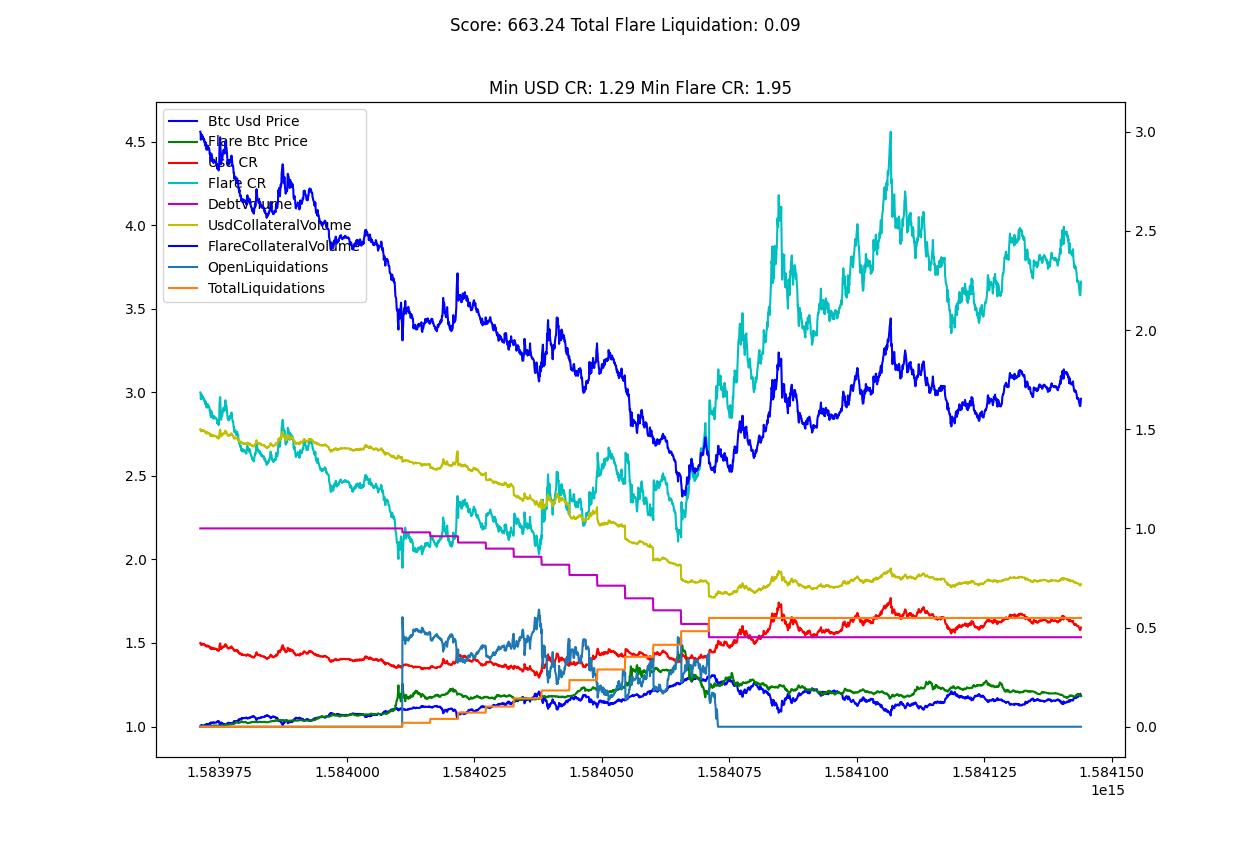 Score: 663.24 Total Flare Liquidation: 0.09
Min USD CR: 1.29 Min Flare CR: 1.95
Btc Usd Price
Flare Btc Price
Usd CR
Flare CR
DebtVolume
UsdCollateralVolume
FlareCollateralVolume
OpenLiquidations
TotalLiquidations
4.5
4.0
3.5
3.0
2.5
2.0
1.5
1.0
3.0
2.5
2.0
1.5
1.0
0.5
0.0
1.583975 1.584000 1.584025 1.584050 1.584075 1.584100 1.584125 1.584150
1e15